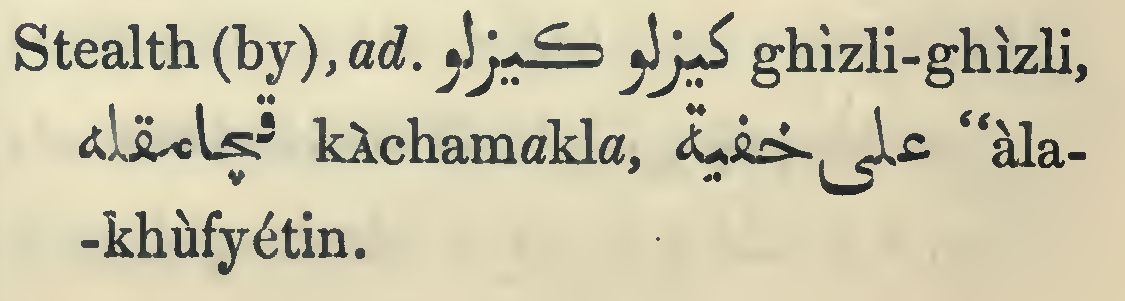 Stealth (by), ad. كيزلو كيزلو ghìzli-ghìzli,
قچامقله kàchamakla, على خفية “àla-
-khùfyétin.